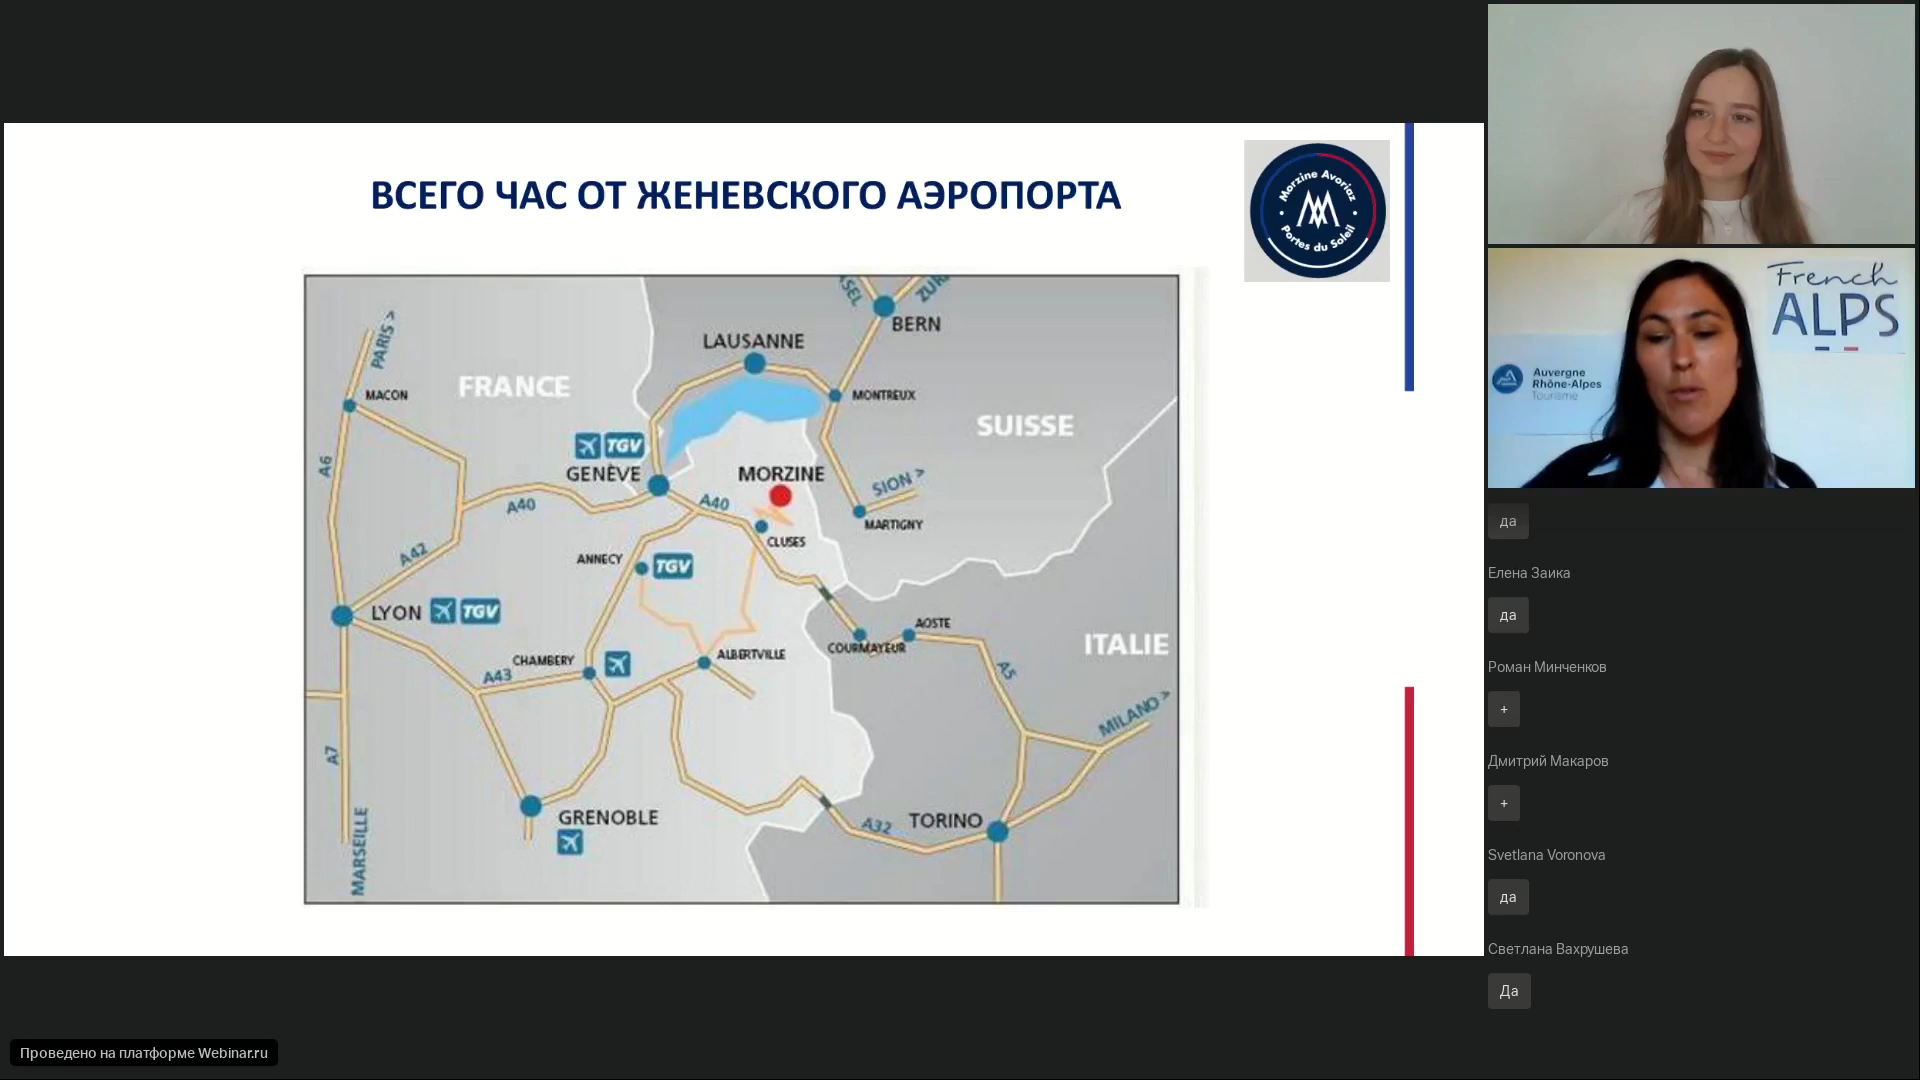 ВСЕГО ЧАС ОТ ЖЕНЕВСКОГО АЭРОПОРТА
Morzine Avoriaz
Portes du Soleil
BERN
LAUSANNE
PARIS >
FRANCE
MACON
MONTREUX
SUISSE
TGV
GENÈVE
MORZINE
SION >
A6
A40
A40
MARTIGNY
CLUSES
A42
ANNECY
TGV
LYON
TGV
AOSTE
COURMAYEUR
ITALIE
CHAMBERY
ALBERTVILLE
A43
A5
MILANO >
A7
GRENOBLE
A32
TORINO
MARSEILLE
French
ALPS
Auvergne
Rhône-Alpes
Tourisme
да
Елена Заика
да
Роман Минченков
+
Дмитрий Макаров
+
Svetlana Voronova
да
Светлана Вахрушева
Да
Проведено на платформе Webinar.ru